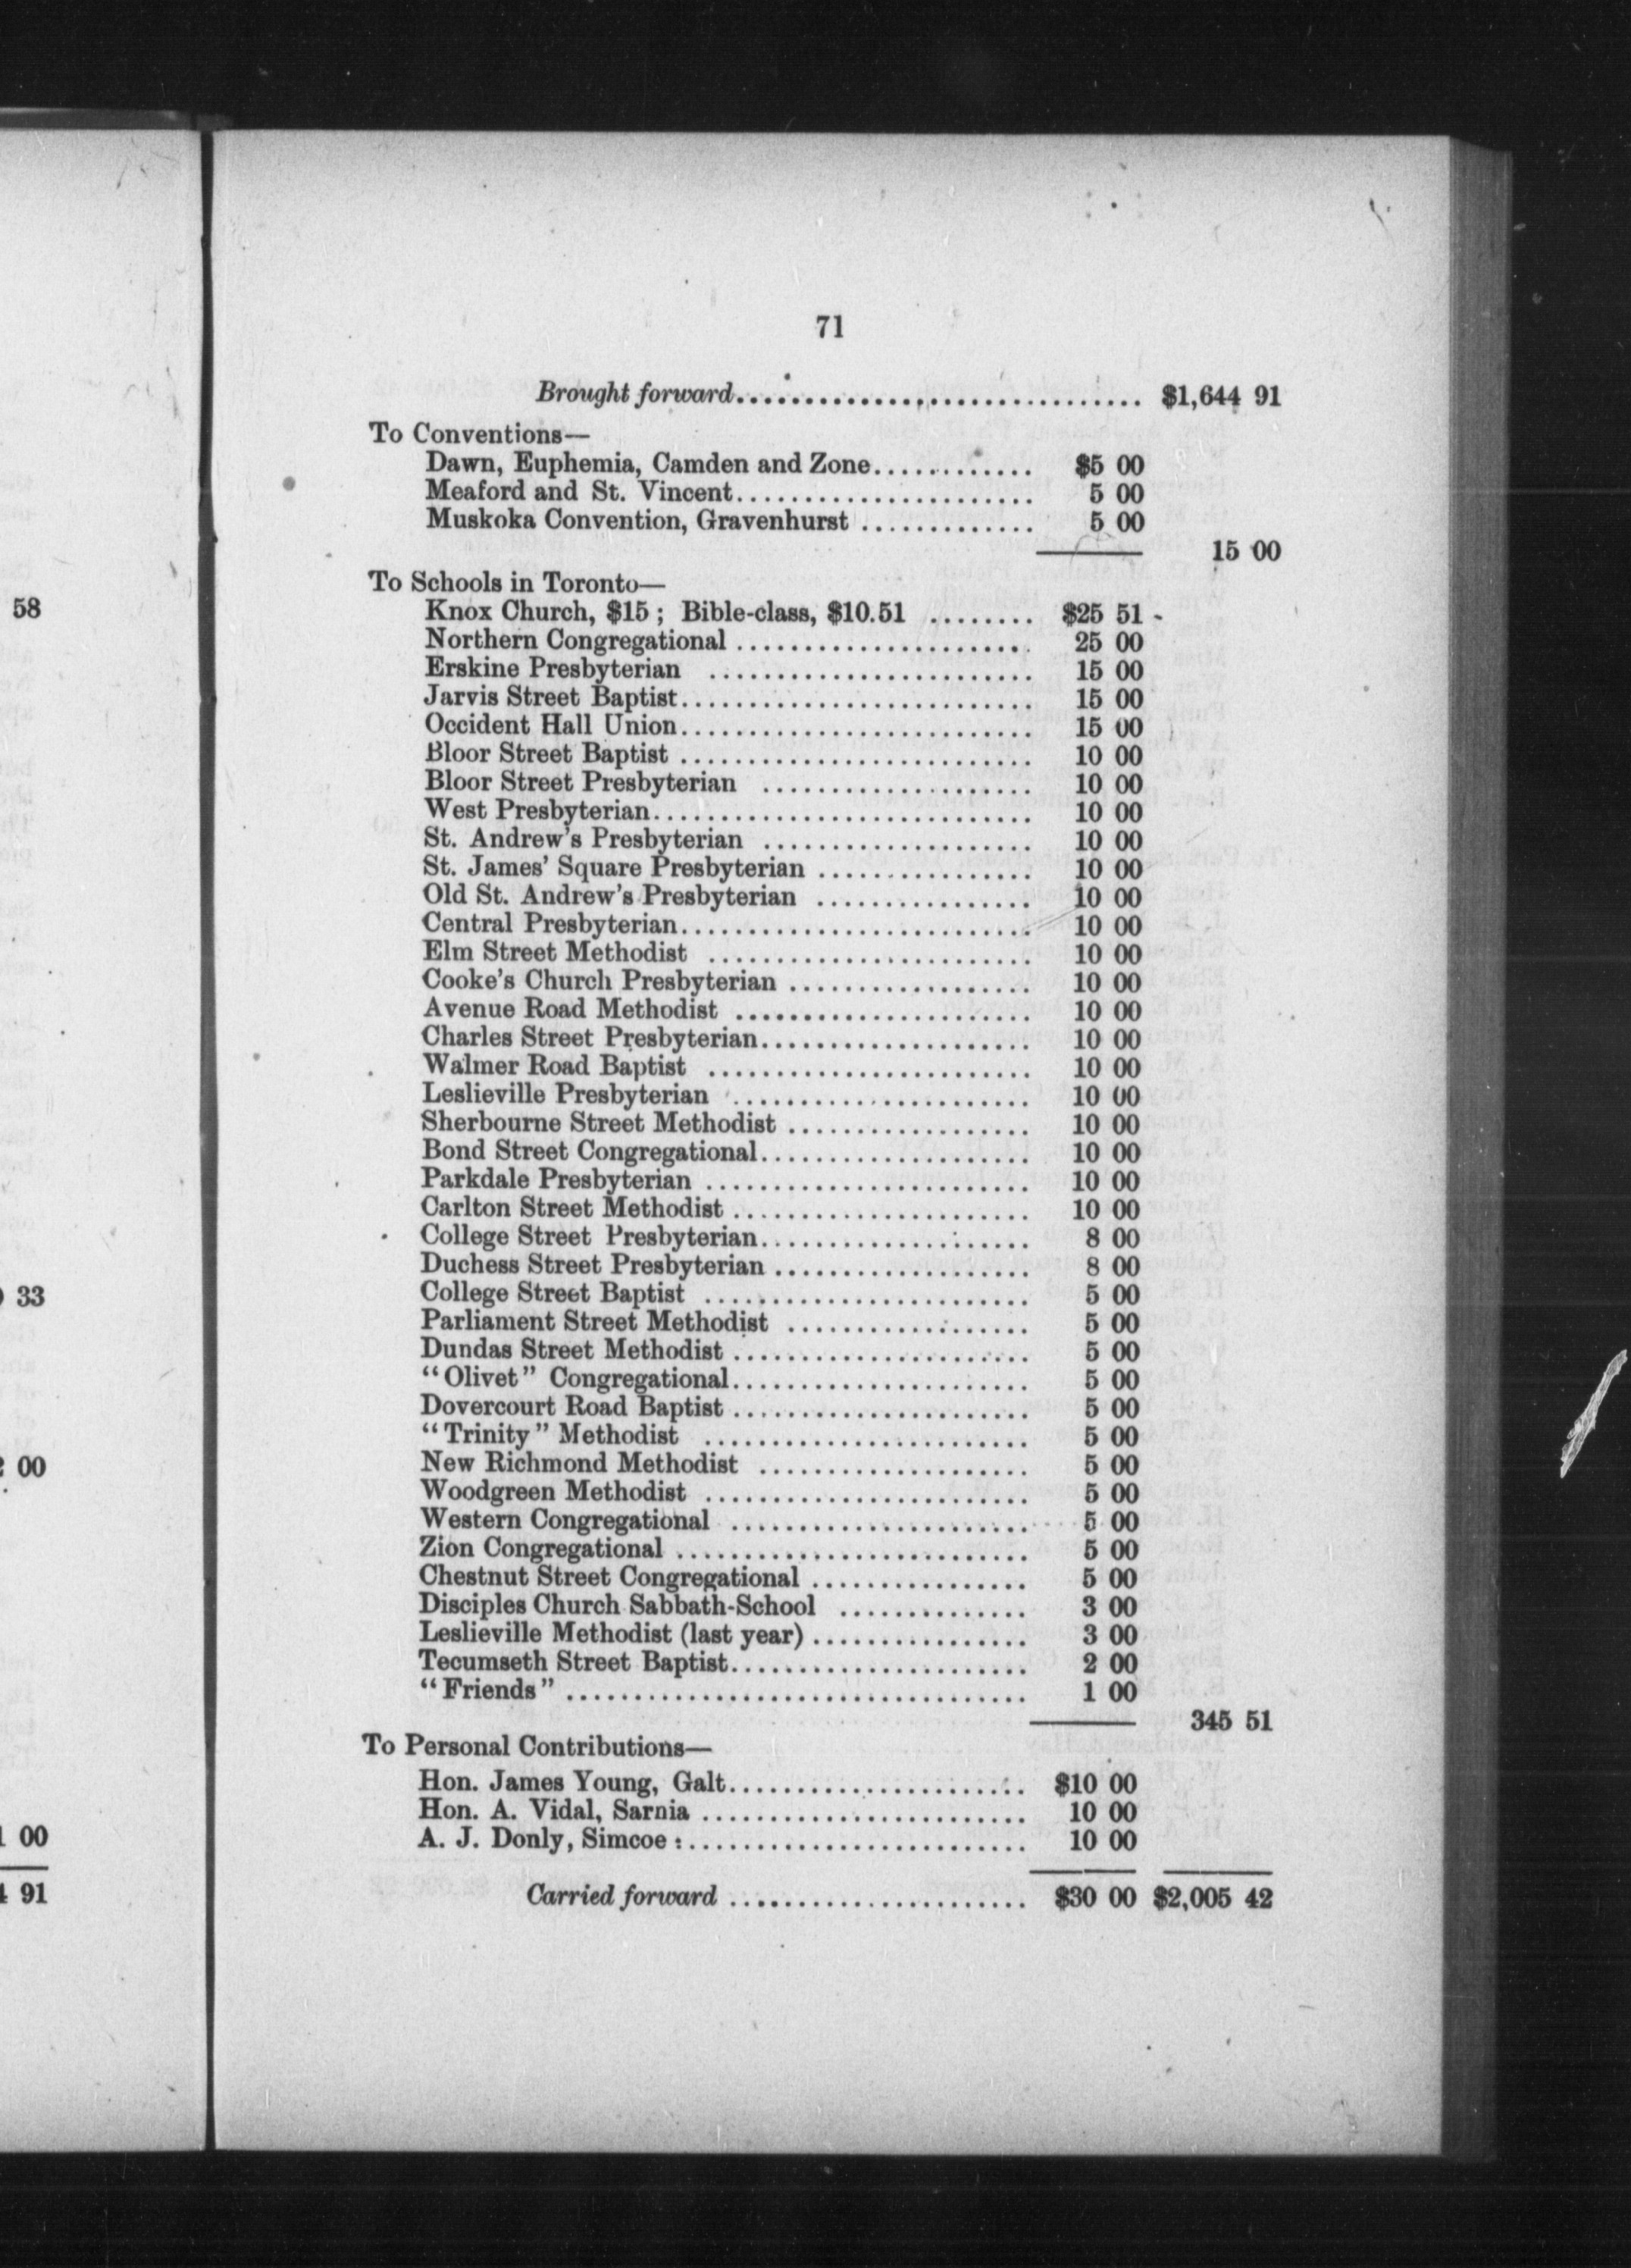 71
Brought forward................................ $1,644 91
To Conventions—
Dawn, Euphemia, Camden and Zone............ $5 00
Meaford and St. Vincent...................... 5 00
Muskoka Convention, Gravenhurst ............. 5 00
15 00
To Schools in Toronto—
Knox Church, $15 ; Bible-class, $10.51 ........ $25 51
Northern Congregational ...................... 25 00
Erskine Presbyterian ........................ 15 00
Jarvis Street Baptist.......................... 15 00
Occident Hall Union.......................... 15 00
Bloor Street Baptist .......................... 10 00
Bloor Street Presbyterian .................... 10 00
West Presbyterian............................ 10 00
St. Andrew's Presbyterian .................... 10 00
St. James' Square Presbyterian ................ 10 00
Old St. Andrew's Presbyterian ................ 10 00
Central Presbyterian.......................... 10 00
Elm Street Methodist ........................ 10 00
Cooke's Church Presbyterian .................. 10 00
Avenue Road Methodist ...................... 10 00
Charles Street Presbyterian.................... 10 00
Walmer Road Baptist ........................ 10 00
Leslieville Presbyterian ...................... 10 00
Sherbourne Street Methodist .................. 10 00
Bond Street Congregational.................... 10 00
Parkdale Presbyterian ........................ 10 00
Carlton Street Methodist ...................... 10 00
College Street Presbyterian.................... 8 00
Duchess Street Presbyterian ................... 8 00
College Street Baptist ........................ 5 00
Parliament Street Methodist .................. 5 00
Dundas Street Methodist ...................... 5 00
“Olivet” Congregational...................... 5 00
Dovercourt Road Baptist ...................... 5 00
“Trinity” Methodist ........................ 5 00
New Richmond Methodist .................... 5 00
Woodgreen Methodist ........................ 5 00
Western Congregational ...................... 5 00
Zion Congregational .......................... 5 00
Chestnut Street Congregational ................ 5 00
Disciples Church Sabbath-School .............. 3 00
Leslieville Methodist (last year) ................ 3 00
Tecumseth Street Baptist...................... 2 00
“Friends” .................................. 1 00
345 51
To Personal Contributions—
Hon. James Young, Galt...................... $10 00
Hon. A. Vidal, Sarnia ........................ 10 00
A. J. Donly, Simcoe :......................... 10 00
Carried forward ...................... $30 00 $2,005 42
58
33
00
00
91